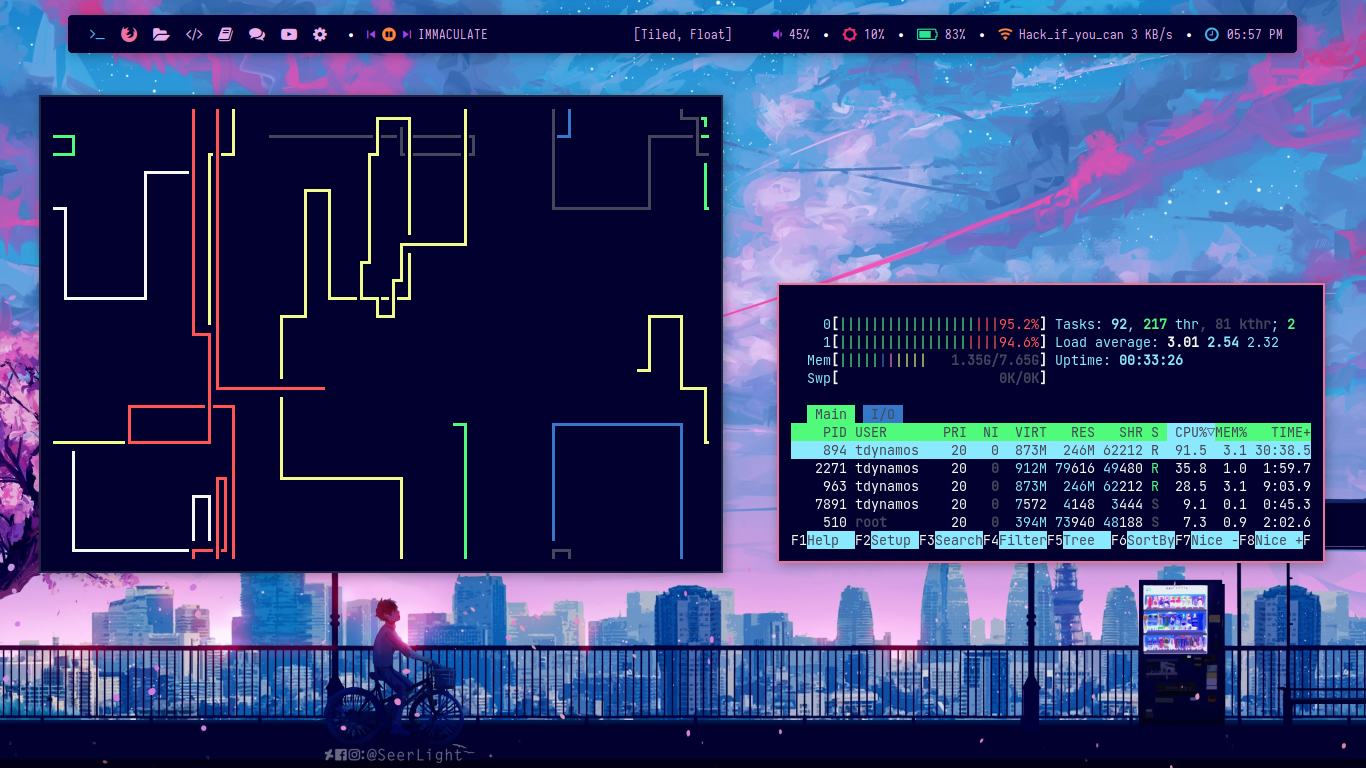 IMMACULATE [Tiled, Float] 45% • 10% • 83% • Hack_if_you_can 3 KB/s • 05:57 PM
0[||||||||||||||||||||95.2%] Tasks: 92, 217 thr, 81 kthr; 2
1[||||||||||||||||||||94.6%] Load average: 3.01 2.54 2.32
Mem[||||||||||| 1.35G/7.65G] Uptime: 00:33:26
Swp[ 0K/0K]
Main I/O
PID USER PRI NI VIRT RES SHR S CPU%▽MEM% TIME+
894 tdynamos 20 0 873M 246M 62212 R 91.5 3.1 30:38.5
2271 tdynamos 20 0 912M 79616 49480 R 35.8 1.0 1:59.7
963 tdynamos 20 0 873M 246M 62212 R 28.5 3.1 9:03.9
7891 tdynamos 20 0 7572 4148 3444 S 9.1 0.1 0:45.3
510 root 20 0 394M 73940 48188 S 7.3 0.9 2:02.6
F1Help F2Setup F3SearchF4FilterF5Tree F6SortByF7Nice -F8Nice +F
:@SeerLight